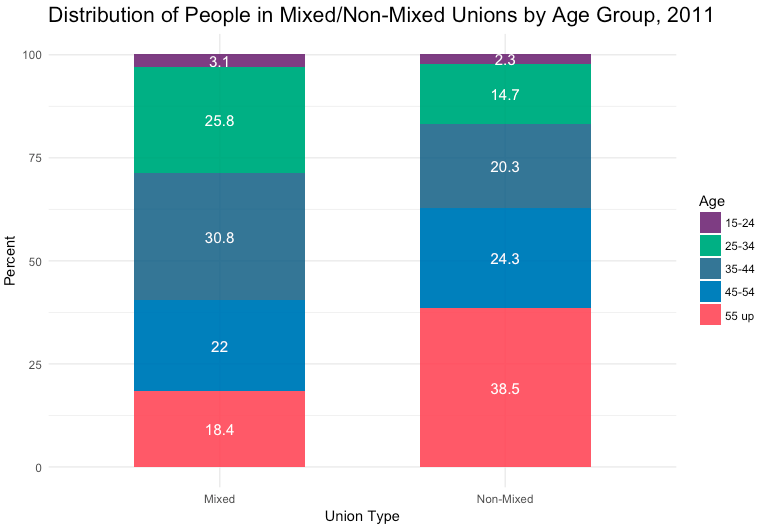 Distribution of People in Mixed/Non-Mixed Unions by Age Group, 2011
Percent
100
75
50
25
0
3.1
25.8
30.8
22
18.4
2.3
14.7
20.3
24.3
38.5
Mixed
Non-Mixed
Union Type
Age
15-24
25-34
35-44
45-54
55 up